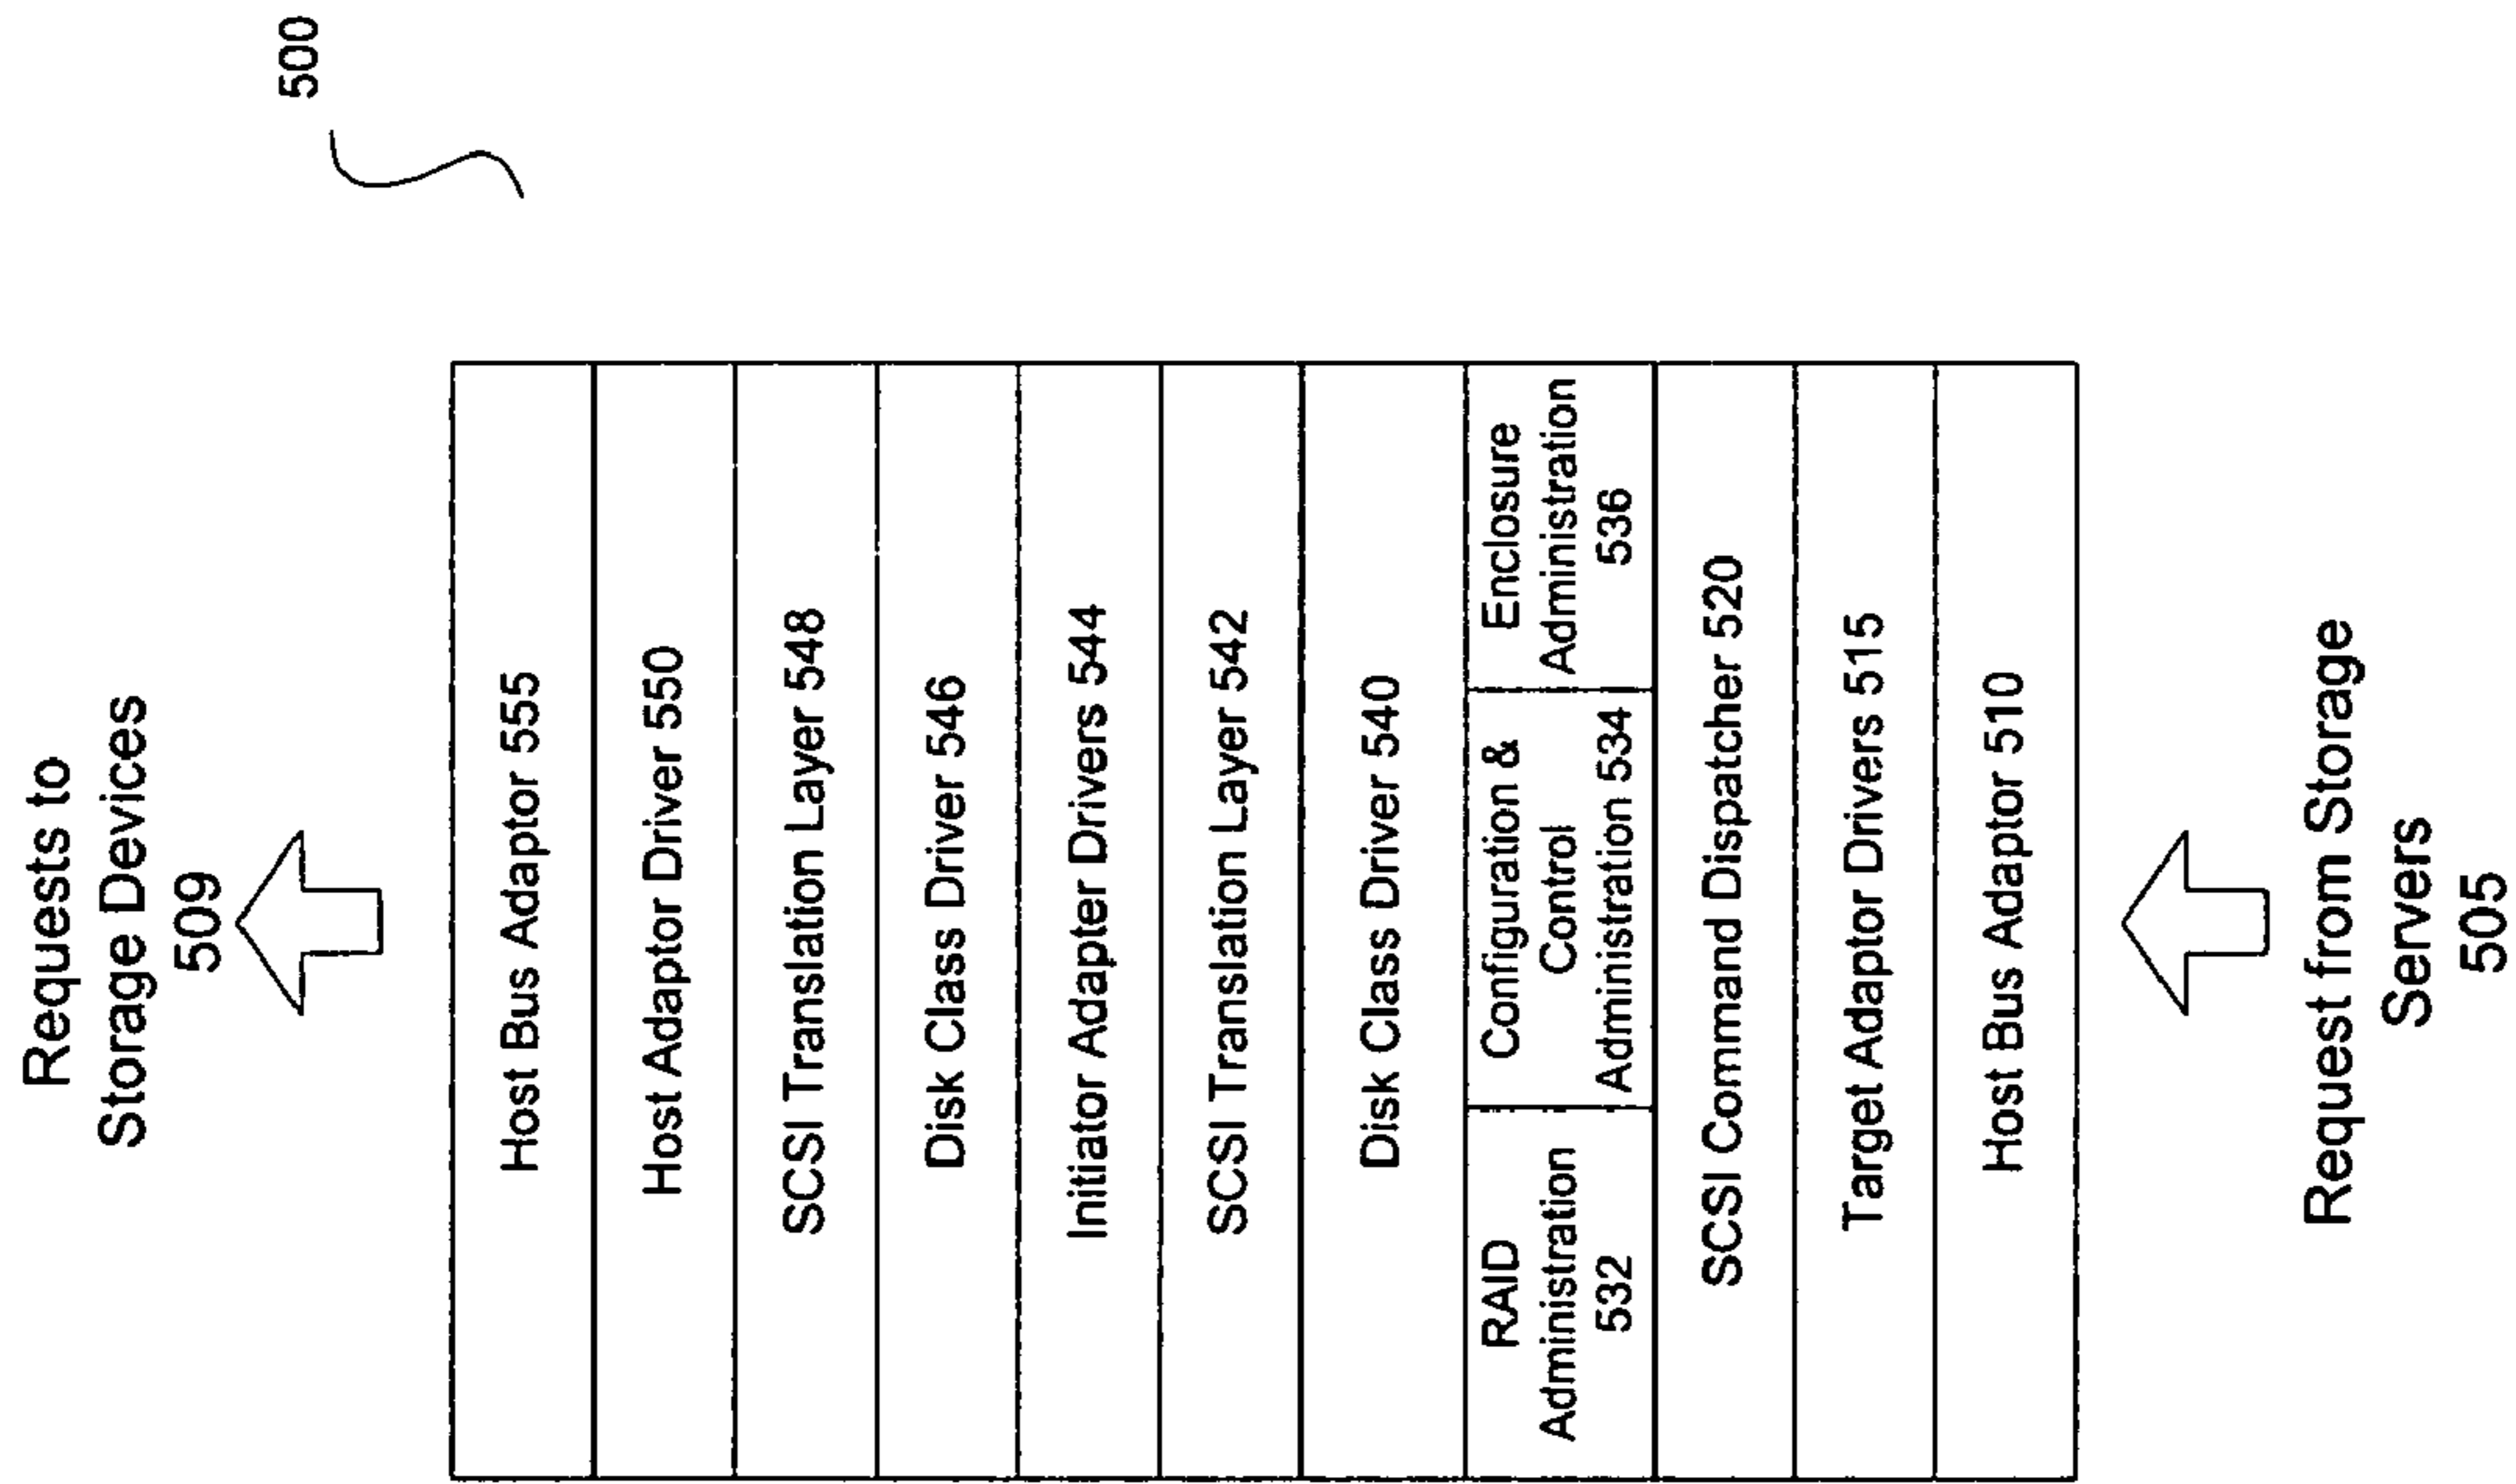 Requests to
Storage Devices
509
500
Host Bus Adaptor 555
Host Adaptor Driver 550
SCSI Translation Layer 548
Disk Class Driver 546
Initiator Adapter Drivers 544
SCSI Translation Layer 542
Disk Class Driver 540
RAID
Administration
532
Configuration &
Control
Administration 534
Enclosure
Administration
536
SCSI Command Dispatcher 520
Target Adaptor Drivers 515
Host Bus Adaptor 510
Request from Storage
Servers
505